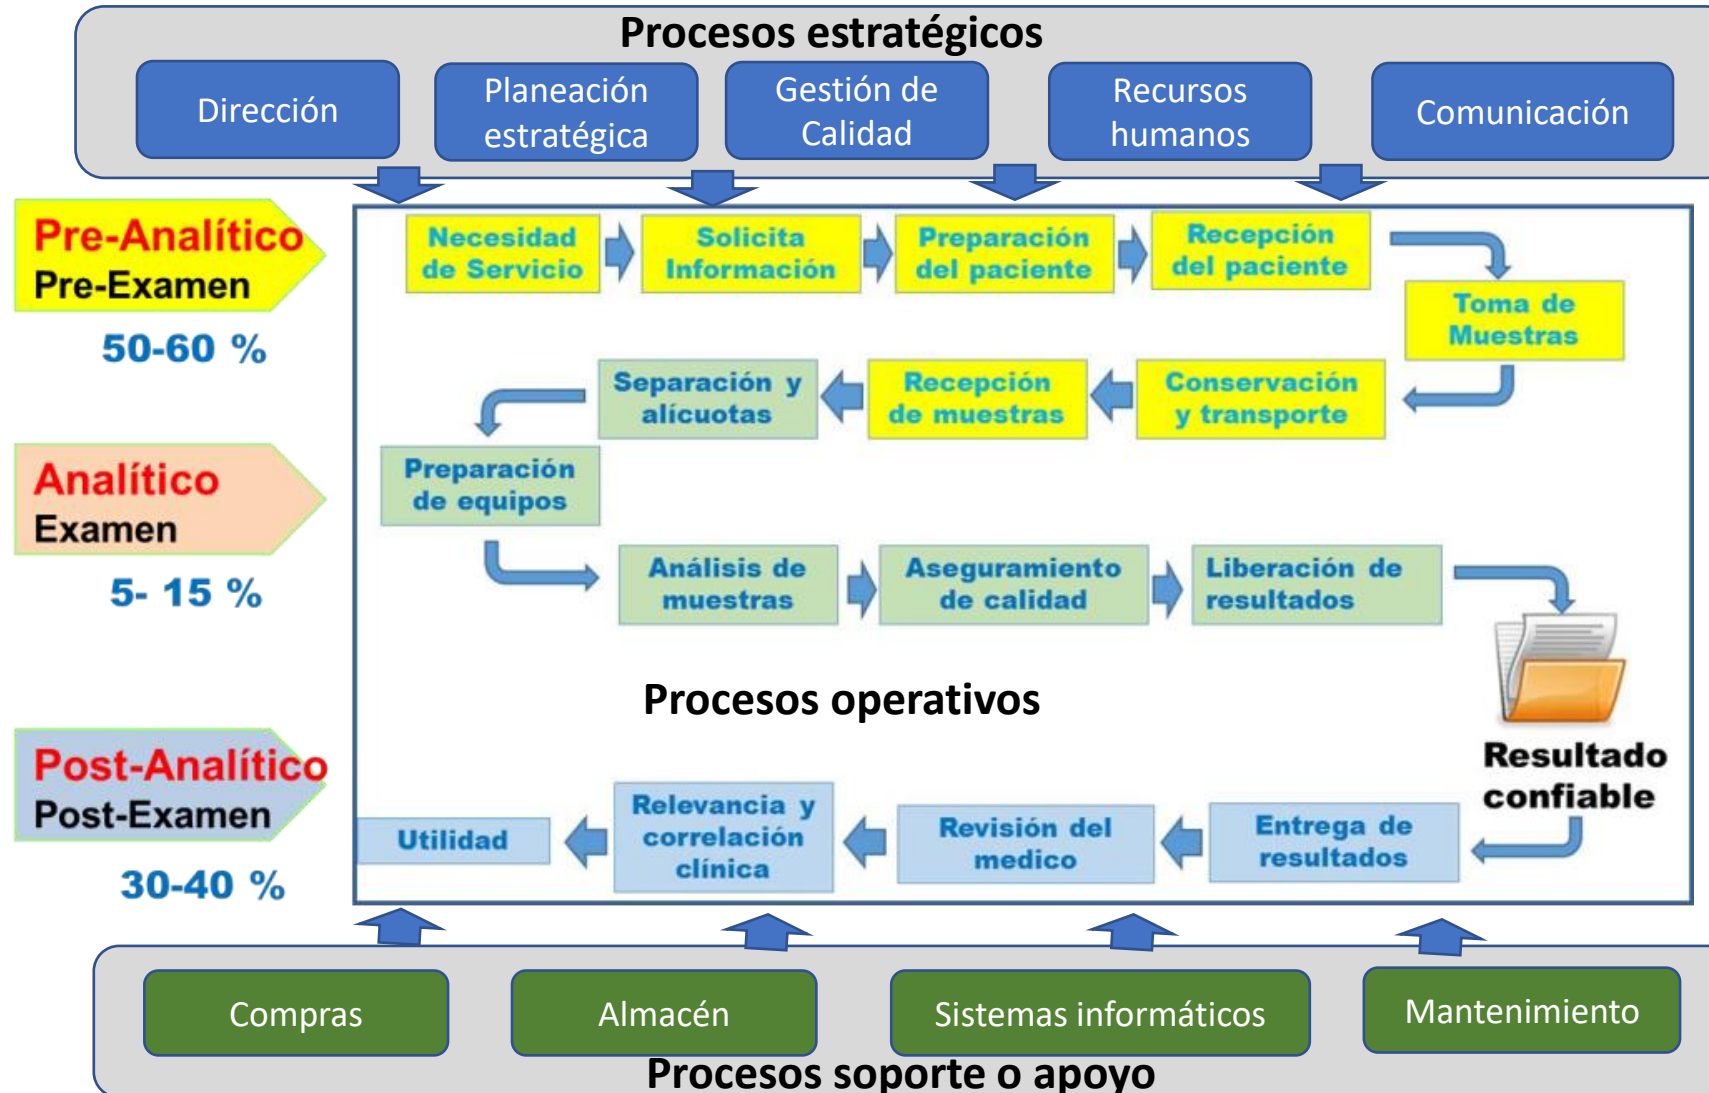 Procesos estratégicos
Dirección
Planeación
estratégica
Gestión de
Calidad
Recursos
humanos
Comunicación
Pre-Analítico
Pre-Examen
50-60 %
Necesidad
de Servicio
Solicita
Información
Preparación
del paciente
Recepción
del paciente
Toma de
Muestras
Conservación
y transporte
Recepción
de muestras
Separación y
alícuotas
Analítico
Examen
5- 15 %
Preparación
de equipos
Análisis de
muestras
Aseguramiento
de calidad
Liberación de
resultados
Procesos operativos
Resultado
confiable
Post-Analítico
Post-Examen
30-40 %
Entrega de
resultados
Revisión del
medico
Relevancia y
correlación
clínica
Utilidad
Compras
Almacén
Sistemas informáticos
Mantenimiento
Procesos soporte o apoyo